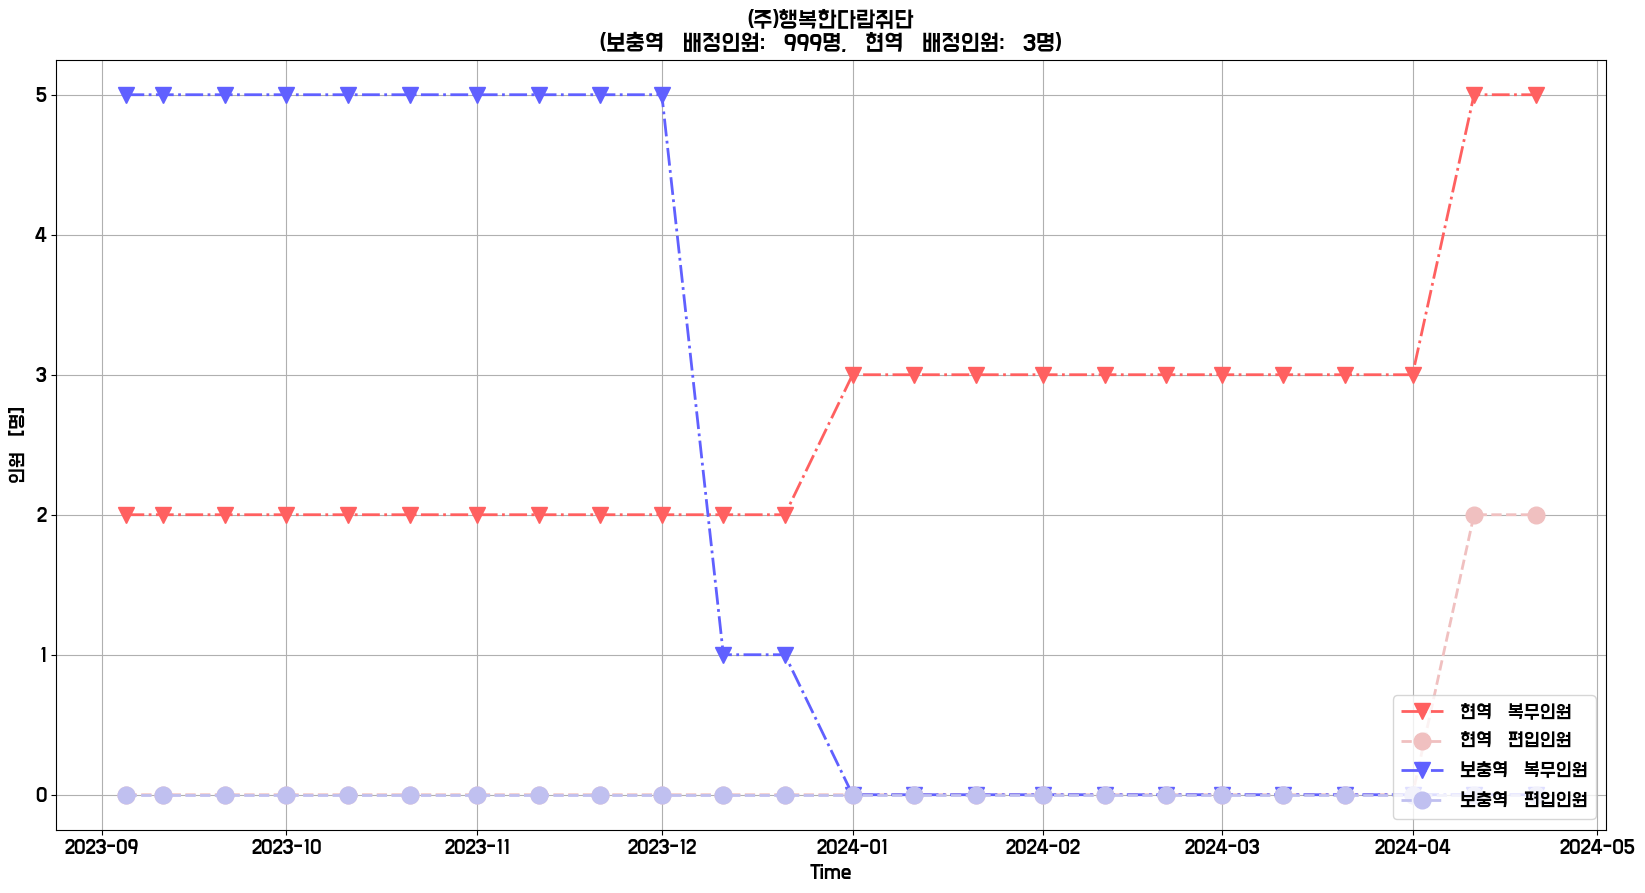 (주)행복한다람쥐단
(보충역 배정인원: 999명, 현역 배정인원: 3명)
인원 [명]
5
4
3
2
1
0
현역 복무인원
현역 편입인원
보충역 복무인원
보충역 편입인원
2023-09 2023-10 2023-11 2023-12 2024-01 2024-02 2024-03 2024-04 2024-05
Time